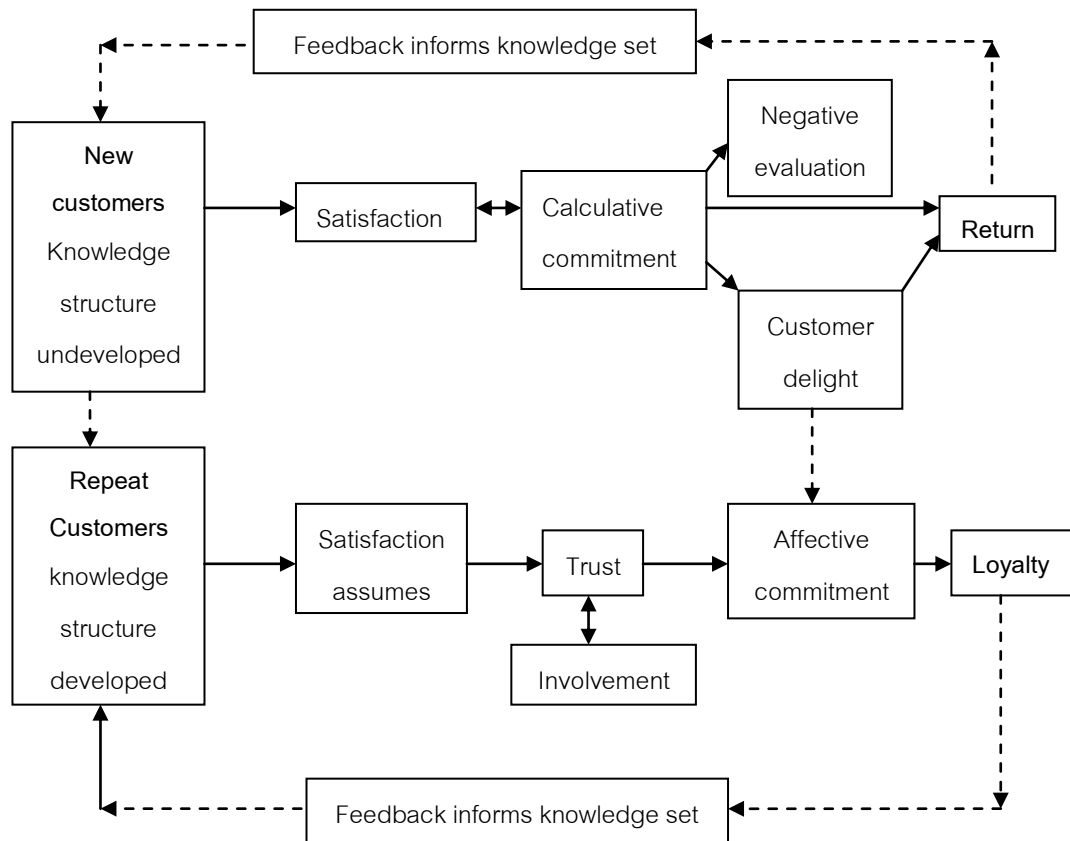 Feedback informs knowledge set
New
customers
Knowledge
structure
undeveloped
Satisfaction
Calculative
commitment
Negative
evaluation
Return
Customer
delight
Repeat
Customers
knowledge
structure
developed
Satisfaction
assumes
Trust
Involvement
Affective
commitment
Loyalty
Feedback informs knowledge set